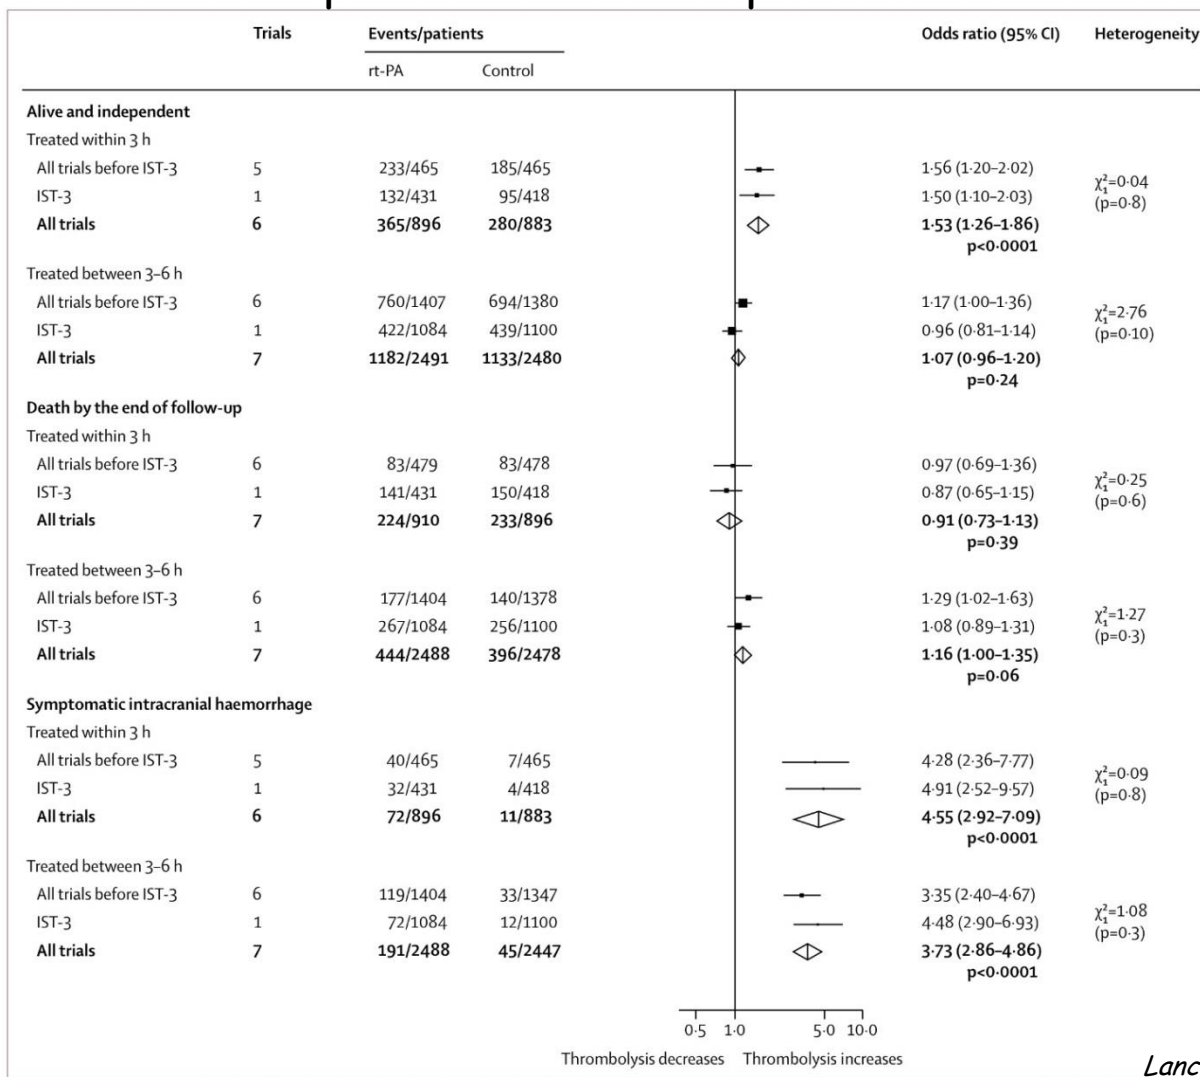 Trials Events/patients Odds ratio (95% CI) Heterogeneity
rt-PA Control
Alive and independent
Treated within 3 h
All trials before IST-3 5 233/465 185/465 1·56 (1·20–2·02)
IST-3 1 132/431 95/418 1·50 (1·10–2·03)
χ²₁=0·04
(p=0·8)
All trials 6 365/896 280/883 1·53 (1·26–1·86)
p<0·0001
Treated between 3–6 h
All trials before IST-3 6 760/1407 694/1380 1·17 (1·00–1·36)
IST-3 1 422/1084 439/1100 0·96 (0·81–1·14)
χ²₁=2·76
(p=0·10)
All trials 7 1182/2491 1133/2480 1·07 (0·96–1·20)
p=0·24
Death by the end of follow-up
Treated within 3 h
All trials before IST-3 6 83/479 83/478 0·97 (0·69–1·36)
IST-3 1 141/431 150/418 0·87 (0·65–1·15)
χ²₁=0·25
(p=0·6)
All trials 7 224/910 233/896 0·91 (0·73–1·13)
p=0·39
Treated between 3–6 h
All trials before IST-3 6 177/1404 140/1378 1·29 (1·02–1·63)
IST-3 1 267/1084 256/1100 1·08 (0·89–1·31)
χ²₁=1·27
(p=0·3)
All trials 7 444/2488 396/2478 1·16 (1·00–1·35)
p=0·06
Symptomatic intracranial haemorrhage
Treated within 3 h
All trials before IST-3 5 40/465 7/465 4·28 (2·36–7·77)
IST-3 1 32/431 4/418 4·91 (2·52–9·57)
χ²₁=0·09
(p=0·8)
All trials 6 72/896 11/883 4·55 (2·92–7·09)
p<0·0001
Treated between 3–6 h
All trials before IST-3 6 119/1404 33/1347 3·35 (2·40–4·67)
IST-3 1 72/1084 12/1100 4·48 (2·90–6·93)
χ²₁=1·08
(p=0·3)
All trials 7 191/2488 45/2447 3·73 (2·86–4·86)
p<0·0001
0·5 1·0 5·0 10·0
Thrombolysis decreases Thrombolysis increases
Lanc